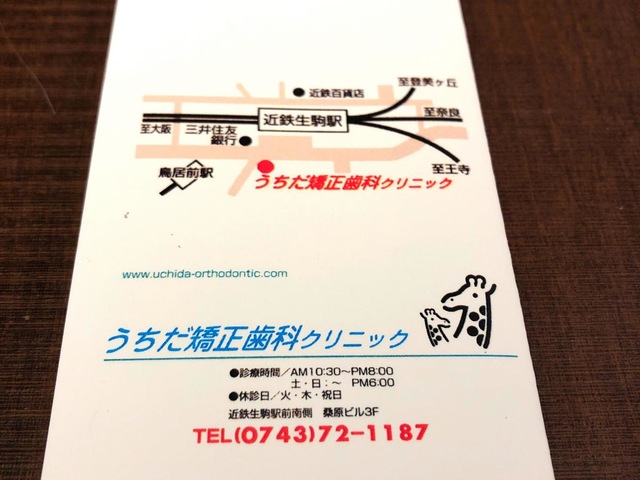 至登美ヶ丘
近鉄百貨店
至奈良
近鉄生駒駅
至大阪
三井住友
銀行
至王寺
鳥居前駅
うちだ矯正歯科クリニック
www.uchida-orthodontic.com
うちだ矯正歯科クリニック
●診療時間／AM10:30～PM8:00
土・日：～ PM6:00
●休診日／火・木・祝日
近鉄生駒駅前南側 桑原ビル3F
TEL(0743)72-1187